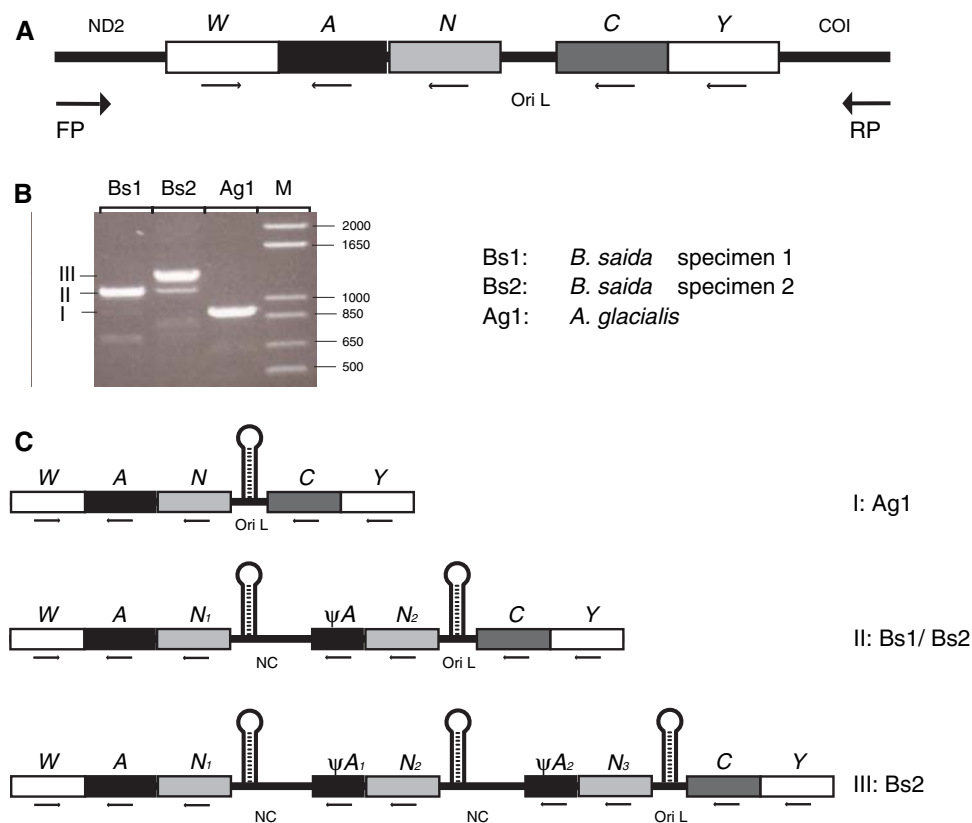 A
ND2 W A N C Y COI
Ori L
FP RP
B
Bs1 Bs2 Ag1 M
2000
1650
III
II
I
1000
850
650
500
Bs1: B. saida specimen 1
Bs2: B. saida specimen 2
Ag1: A. glacialis
C
W A N C Y
Ori L
I: Ag1
W A N1 ψA N2 C Y
NC Ori L
II: Bs1/ Bs2
W A N1 ψA1 N2 ψA2 N3 C Y
NC NC Ori L
III: Bs2